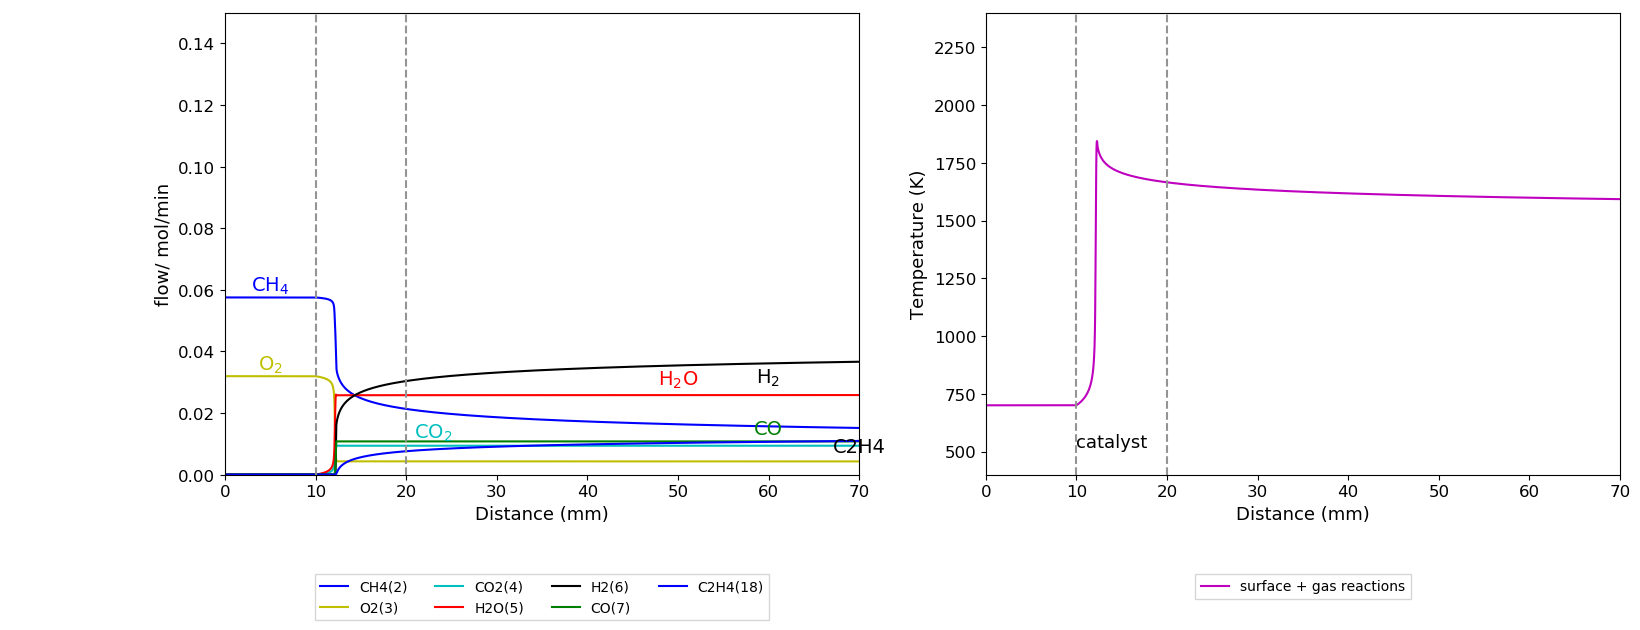 0.14
0.12
0.10
0.08
0.06
0.04
0.02
0.00
flow/ mol/min
CH4
O2
CO2
H2O
H2
CO
C2H4
0 10 20 30 40 50 60 70
Distance (mm)
CH4(2) CO2(4) H2(6) C2H4(18)
O2(3) H2O(5) CO(7)
2250
2000
1750
1500
1250
1000
750
500
Temperature (K)
catalyst
0 10 20 30 40 50 60 70
Distance (mm)
surface + gas reactions